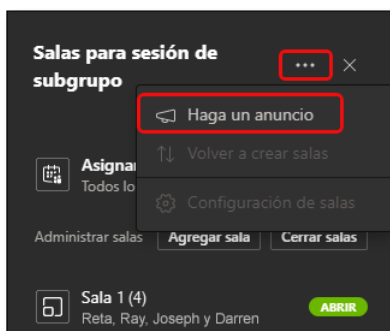 Salas para sesión de
subgrupo
Haga un anuncio
Volver a crear salas
Configuración de salas
Todos lo
Administrar salas Agregar sala Cerrar salas
Sala 1 (4)
Reta, Ray, Joseph y Darren
ABRIR